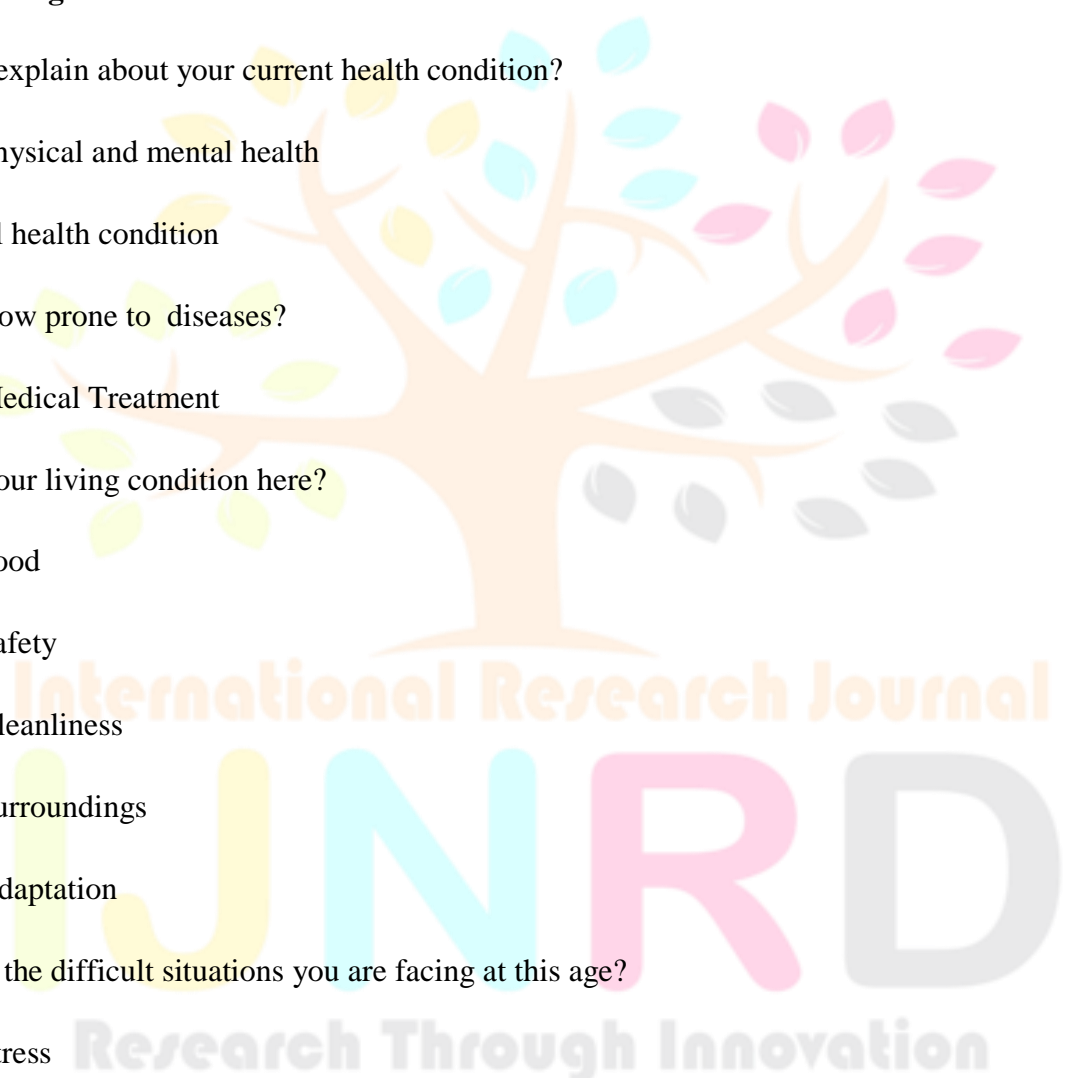 explain about your current health condition?
hysical and mental health
l health condition
ow prone to diseases?
edical Treatment
our living condition here?
ood
afety
International Research Journal
leanliness
urroundings
IJNRD
daptation
the difficult situations you are facing at this age?
tress
Research Through Innovation